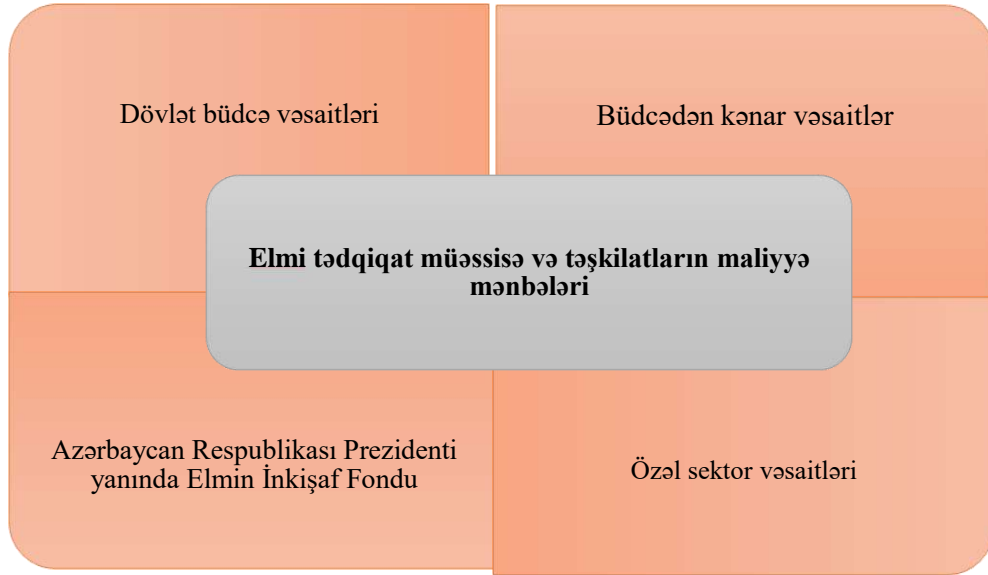 Dövlət büdcə vəsaitləri
Büdcədən kənar vəsaitlər
Elmi tədqiqat müəssisə və təşkilatların maliyyə
mənbələri
Azərbaycan Respublikası Prezidenti
yanında Elmin İnkişaf Fondu
Özəl sektor vəsaitləri